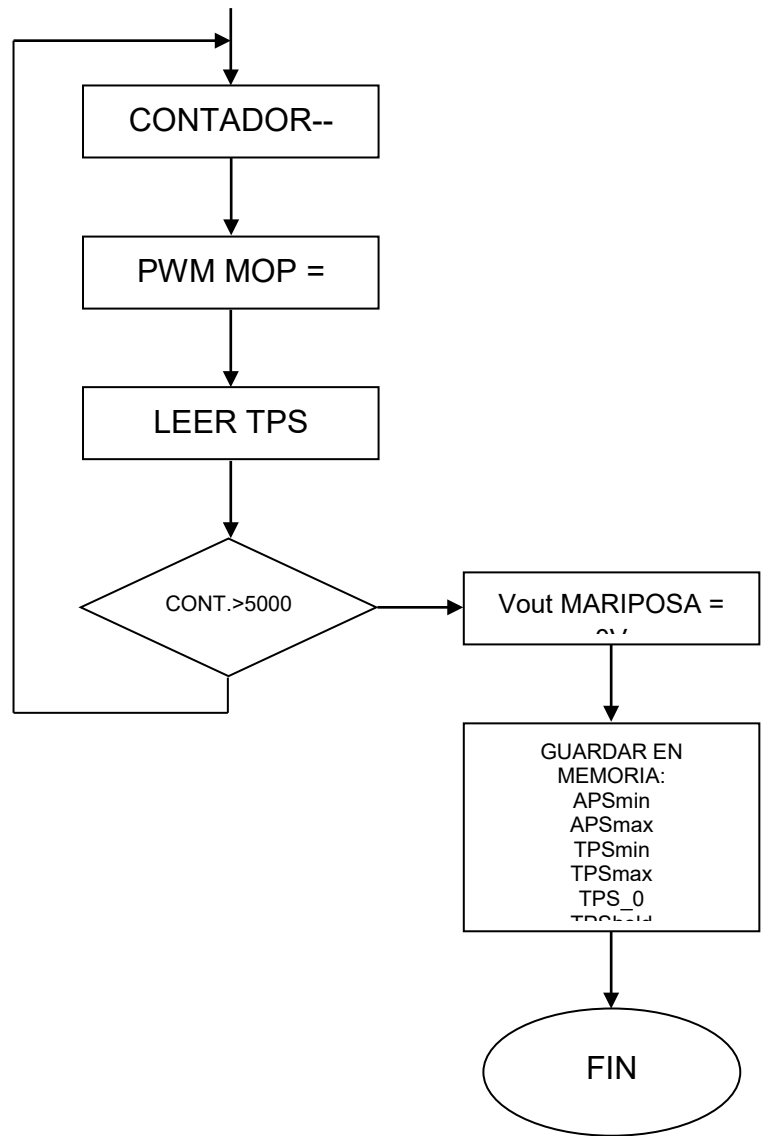 CONTADOR--
PWM MOP =
LEER TPS
CONT.>5000
Vout MARIPOSA =
GUARDAR EN
MEMORIA:
APSmin
APSmax
TPSmin
TPSmax
TPS_0
FIN